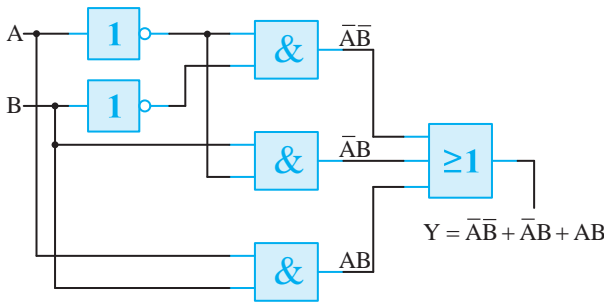 A
1
&
A̅B̅
B
1
&
A̅B
≥1
Y = A̅B̅ + A̅B + AB
&
AB